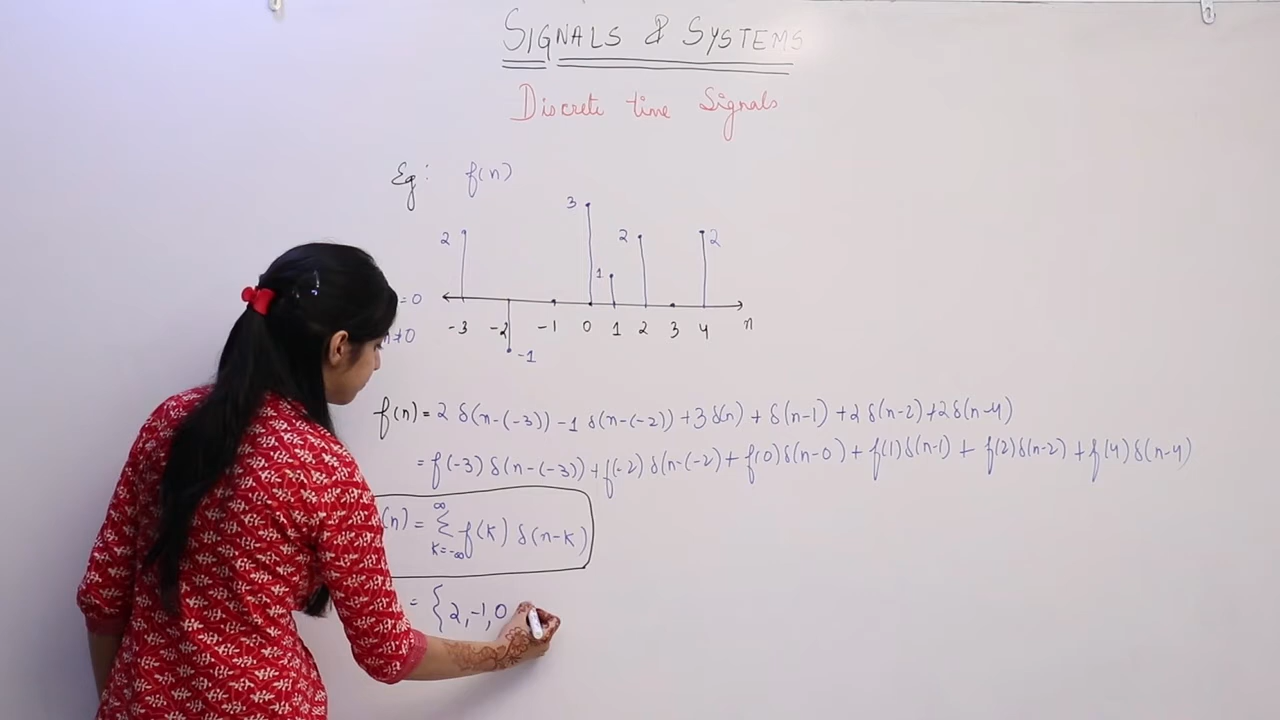 SIGNALS & SYSTEMS
Discrete time Signals
Eg: f(n)
3
2 2 2
1
=0
-3 -2 -1 0 1 2 3 4 n
n≠0
-1
f(n) = 2 δ(n-(-3)) -1 δ(n-(-2)) + 3δ(n) + δ(n-1) + 2 δ(n-2) + 2δ(n-4)
= f(-3) δ(n-(-3)) + f(-2) δ(n-(-2) + f(0) δ(n-0) + f(1) δ(n-1) + f(2) δ(n-2) + f(4) δ(n-4)
(n) = ∞ Σ k=-∞ f(k) δ(n-k)
= {2,-1,0